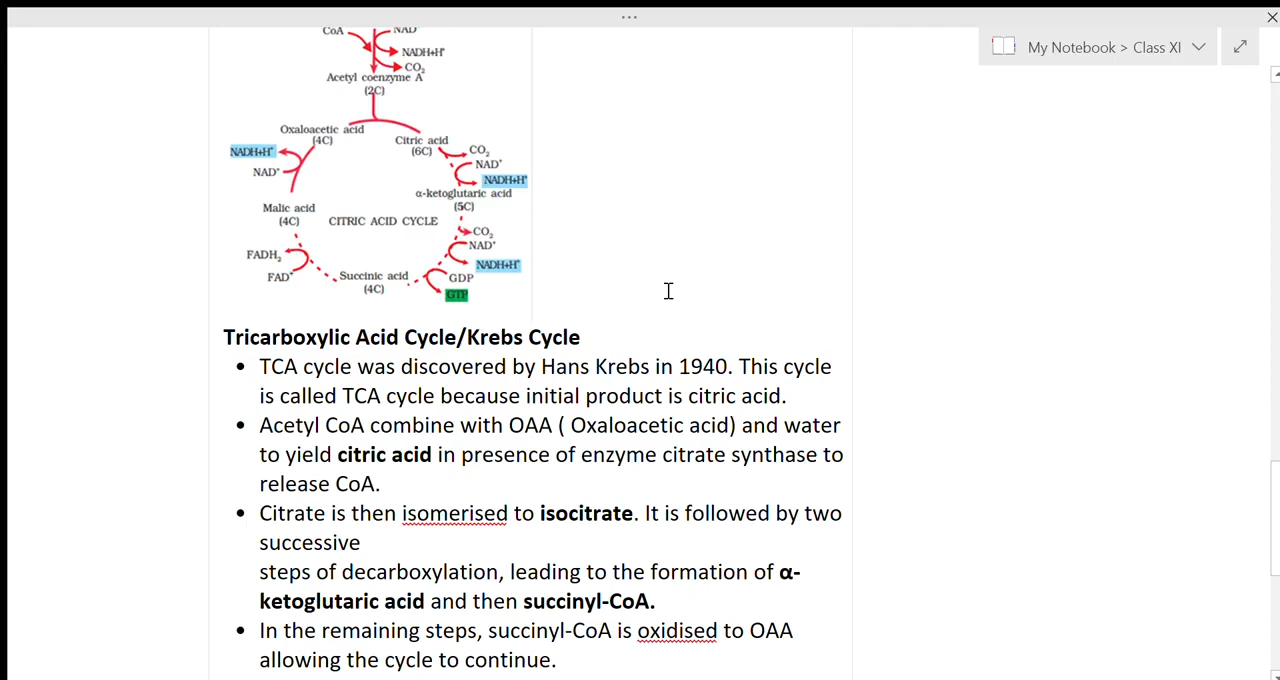 My Notebook > Class XI
CoA NAD
NADH+H⁺
CO₂
Acetyl coenzyme A
(2C)
Oxaloacetic acid
(4C)
Citric acid
(6C)
CO₂
NADH+H⁺
NAD⁺
NAD⁺
NADH+H⁺
α-ketoglutaric acid
(5C)
Malic acid
(4C)
CITRIC ACID CYCLE
CO₂
NAD⁺
FADH₂
NADH+H⁺
FAD⁺
Succinic acid
(4C)
GDP
GTP
Tricarboxylic Acid Cycle/Krebs Cycle
• TCA cycle was discovered by Hans Krebs in 1940. This cycle
is called TCA cycle because initial product is citric acid.
• Acetyl CoA combine with OAA ( Oxaloacetic acid) and water
to yield citric acid in presence of enzyme citrate synthase to
release CoA.
• Citrate is then isomerised to isocitrate. It is followed by two
successive
steps of decarboxylation, leading to the formation of α-
ketoglutaric acid and then succinyl-CoA.
• In the remaining steps, succinyl-CoA is oxidised to OAA
allowing the cycle to continue.